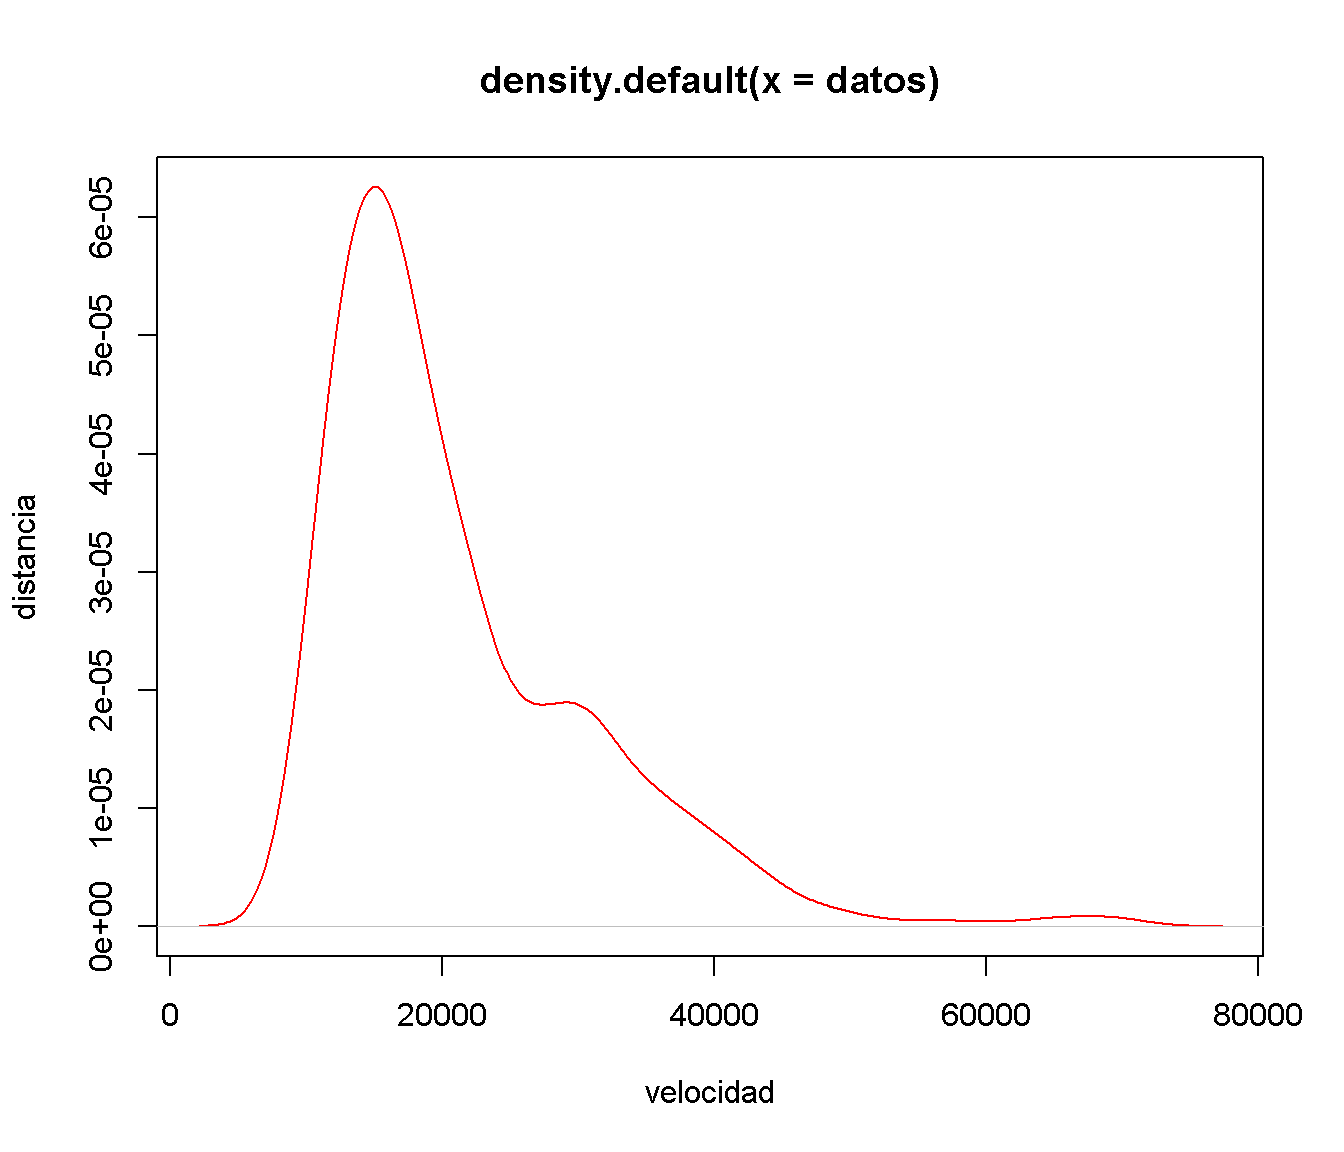 density.default(x = datos)
distancia
6e-05
5e-05
4e-05
3e-05
2e-05
1e-05
0e+00
0 20000 40000 60000 80000
velocidad